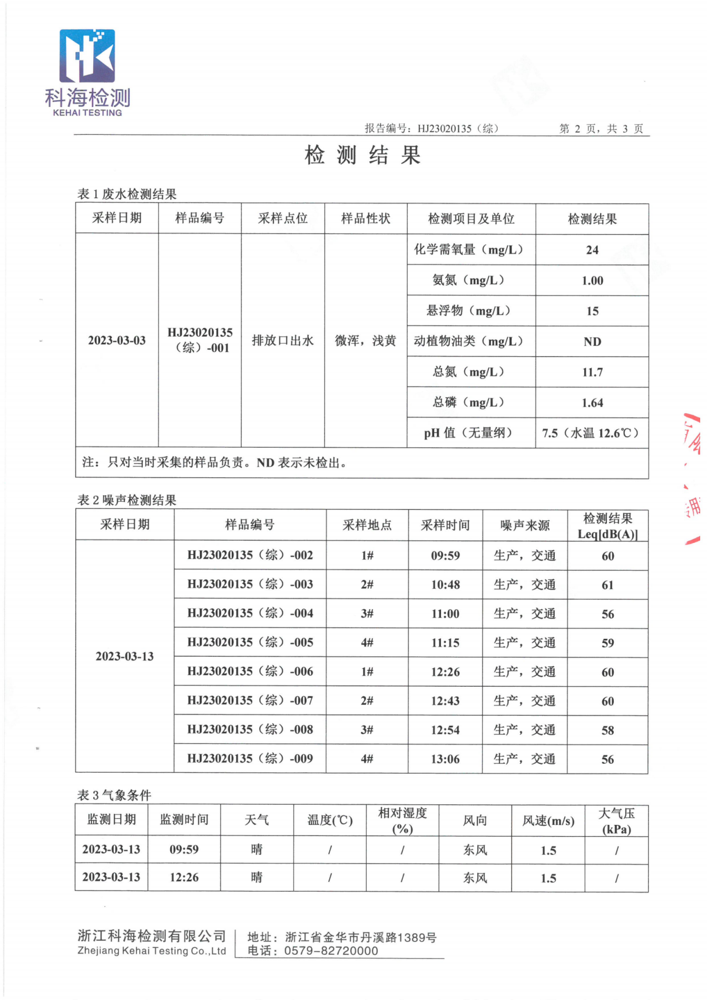 科海检测
KEHAI TESTING
报告编号：HJ23020135（综） 第 2 页，共 3 页
检 测 结 果
表 1 废水检测结果
采样日期 样品编号 采样点位 样品性状 检测项目及单位 检测结果
2023-03-03 HJ23020135（综）-001 排放口出水 微浑，浅黄
化学需氧量（mg/L） 24
氨氮（mg/L） 1.00
悬浮物（mg/L） 15
动植物油类（mg/L） ND
总氮（mg/L） 11.7
总磷（mg/L） 1.64
pH 值（无量纲） 7.5（水温 12.6℃）
注：只对当时采集的样品负责。ND 表示未检出。
表 2 噪声检测结果
采样日期 样品编号 采样地点 采样时间 噪声来源 检测结果 Leq[dB(A)]
2023-03-13
HJ23020135（综）-002 1# 09:59 生产，交通 60
HJ23020135（综）-003 2# 10:48 生产，交通 61
HJ23020135（综）-004 3# 11:00 生产，交通 56
HJ23020135（综）-005 4# 11:15 生产，交通 59
HJ23020135（综）-006 1# 12:26 生产，交通 60
HJ23020135（综）-007 2# 12:43 生产，交通 60
HJ23020135（综）-008 3# 12:54 生产，交通 58
HJ23020135（综）-009 4# 13:06 生产，交通 56
表 3 气象条件
监测日期 监测时间 天气 温度(℃) 相对湿度(%) 风向 风速(m/s) 大气压(kPa)
2023-03-13 09:59 晴 / / 东风 1.5 /
2023-03-13 12:26 晴 / / 东风 1.5 /
浙江科海检测有限公司
Zhejiang Kehai Testing Co.,Ltd
地址：浙江省金华市丹溪路1389号
电话：0579-82720000